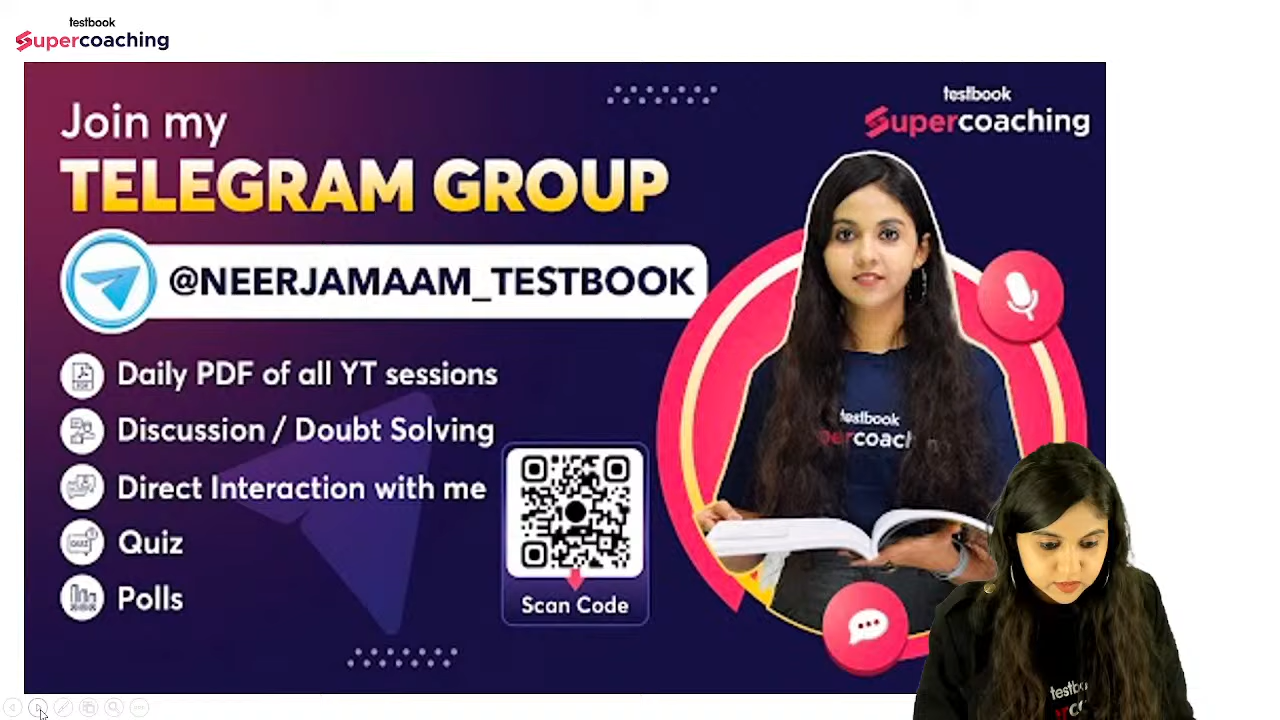 testbook
Supercoaching
testbook
Supercoaching
Join my
TELEGRAM GROUP
@NEERJAMAAM_TESTBOOK
Daily PDF of all YT sessions
Discussion / Doubt Solving
Direct Interaction with me
Quiz
Polls
Scan Code
testbook